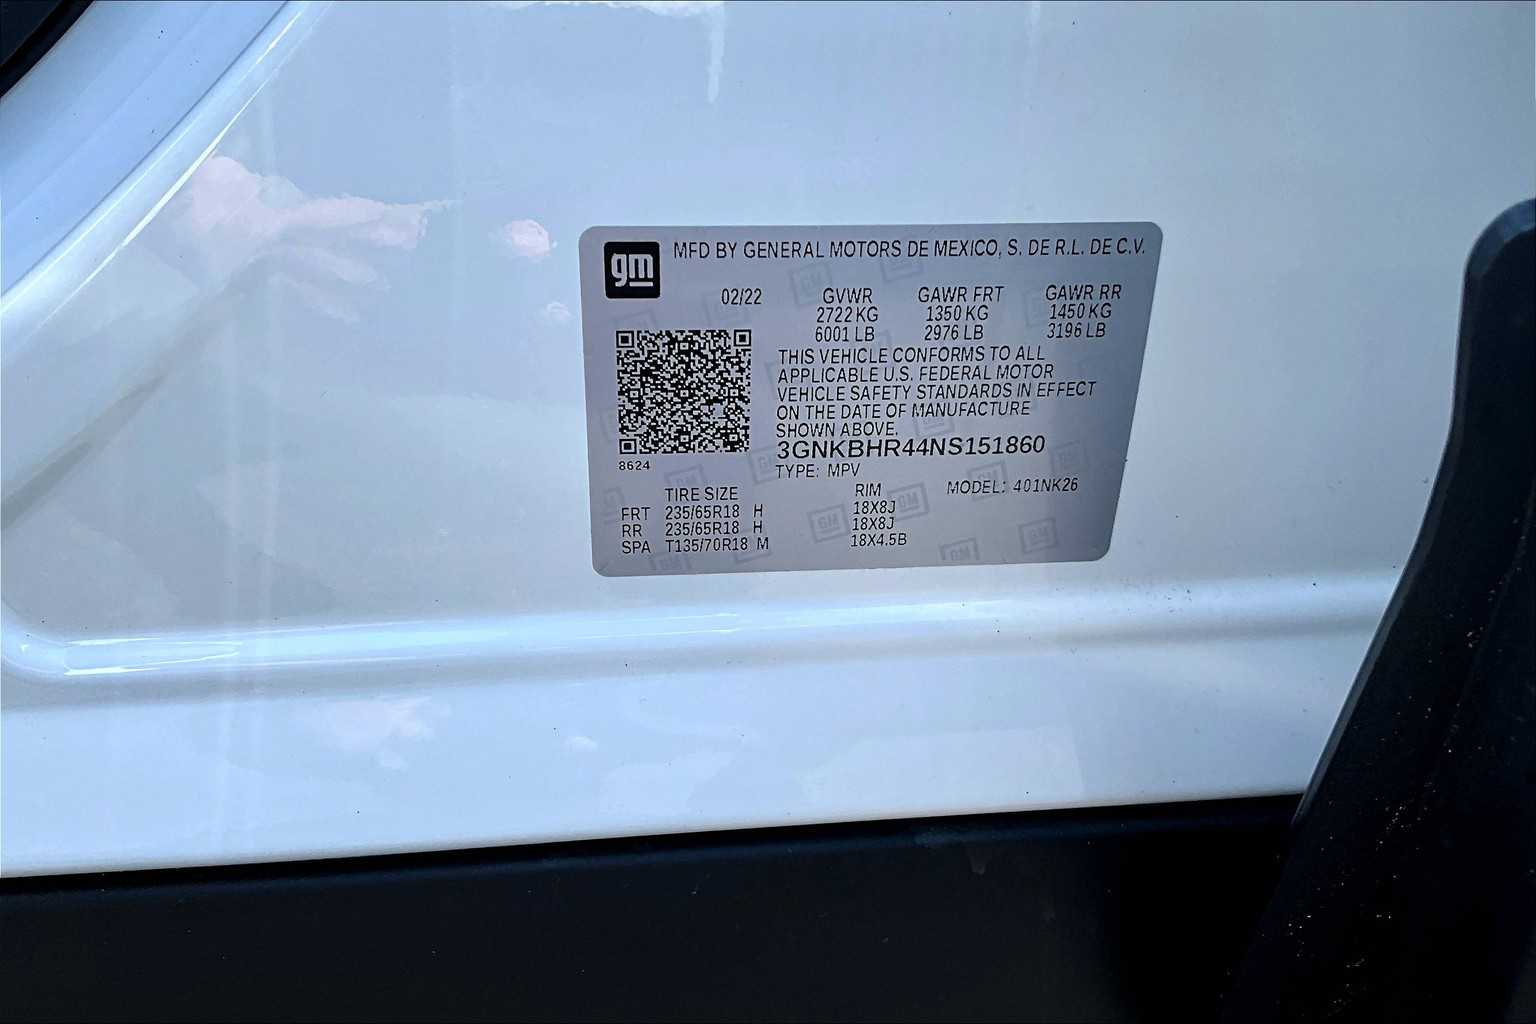 gm MFD BY GENERAL MOTORS DE MEXICO, S. DE R.L. DE C.V.
02/22 GVWR GAWR FRT GAWR RR
2722 KG 1350 KG 1450 KG
6001 LB 2976 LB 3196 LB
THIS VEHICLE CONFORMS TO ALL
APPLICABLE U.S. FEDERAL MOTOR
VEHICLE SAFETY STANDARDS IN EFFECT
ON THE DATE OF MANUFACTURE
SHOWN ABOVE.
3GNKBHR44NS151860
8624
TYPE: MPV
MODEL: 401NK26
TIRE SIZE RIM
FRT 235/65R18 H 18X8J
RR 235/65R18 H 18X8J
SPA T135/70R18 M 18X4.5B